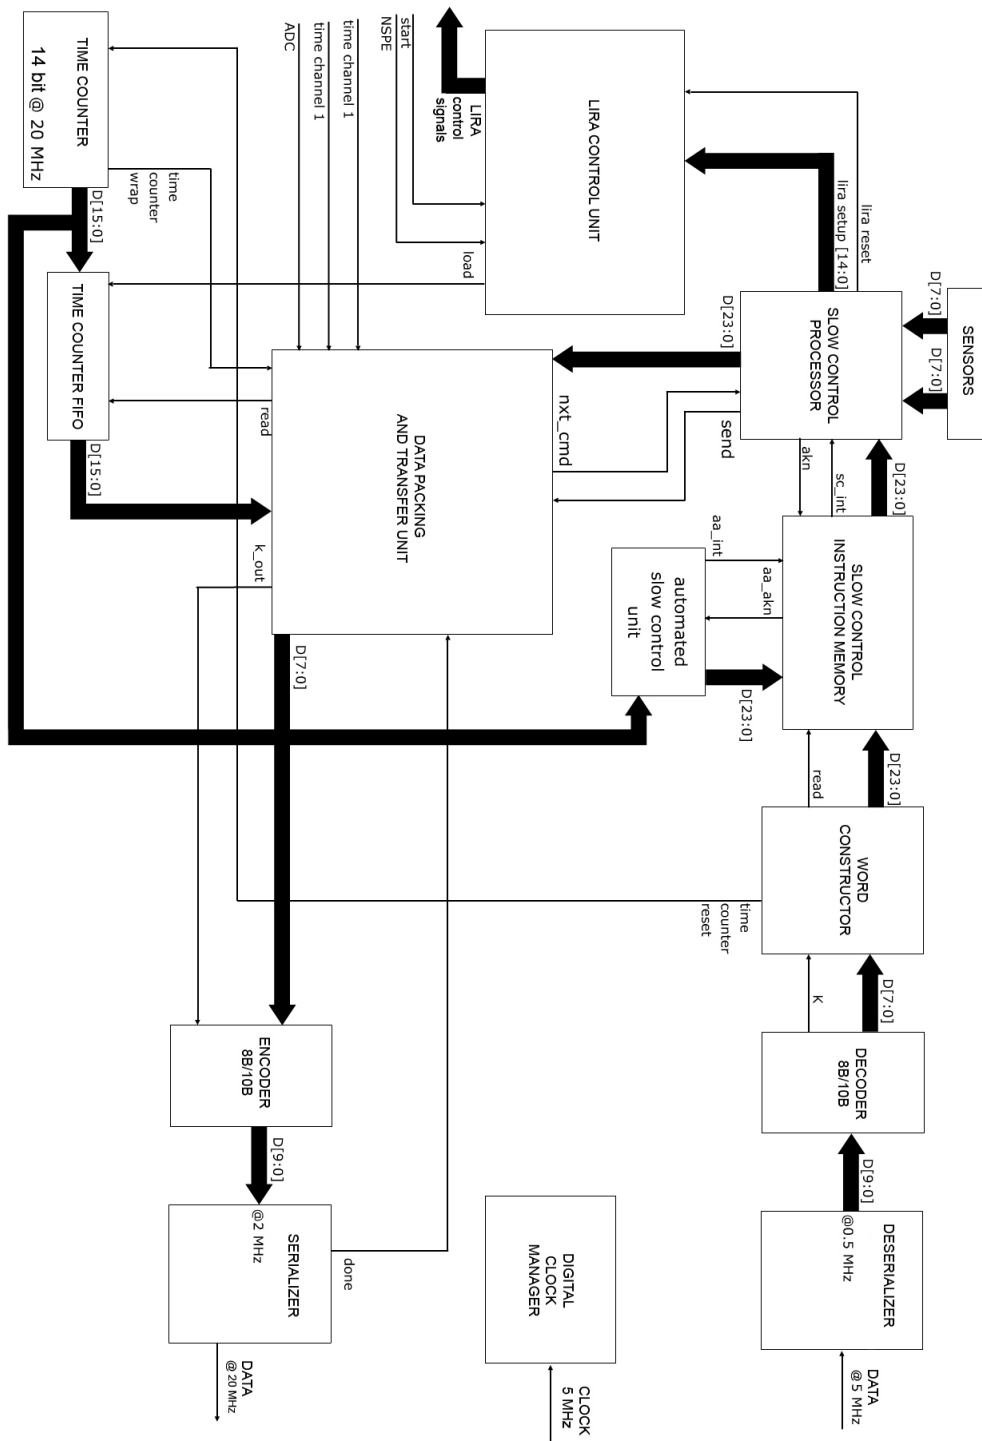 SENSORS
D[7:0]
D[7:0]
lira reset
lira setup [14:0]
SLOW CONTROL
PROCESSOR
D[23:0]
sc_int
akn
SLOW CONTROL
INSTRUCTION MEMORY
D[23:0]
read
WORD
CONSTRUCTOR
D[7:0]
K
DECODER
8B/10B
D[9:0]
DESERIALIZER
@0.5 MHz
DATA
@ 5 MHz
D[23:0]
send
nxt_cmd
aa_int
aa_akn
D[23:0]
automated
slow control
unit
time
counter
reset
LIRA CONTROL UNIT
LIRA
control
signals
load
start
NSPE
time channel 1
time channel 1
ADC
DATA PACKING
AND TRANSFER UNIT
read
k_out
D[7:0]
DIGITAL
CLOCK
MANAGER
CLOCK
5 MHz
TIME COUNTER
14 bit @ 20 MHz
time
counter
wrap
D[15:0]
TIME COUNTER FIFO
D[15:0]
ENCODER
8B/10B
D[9:0]
SERIALIZER
@2 MHz
done
DATA
@ 20 MHz